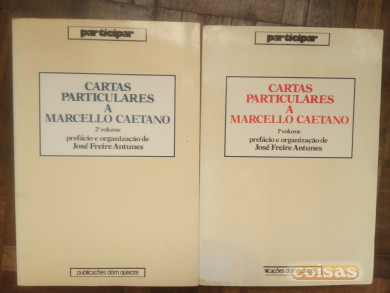 participar
CARTAS
PARTICULARES
A
MARCELLO CAETANO
2º volume
prefácio e organização de
José Freire Antunes
publicações dom quixote
participar
CARTAS
PARTICULARES
A
MARCELLO CAETANO
1º volume
prefácio e organização de
José Freire Antunes
dom
coisas